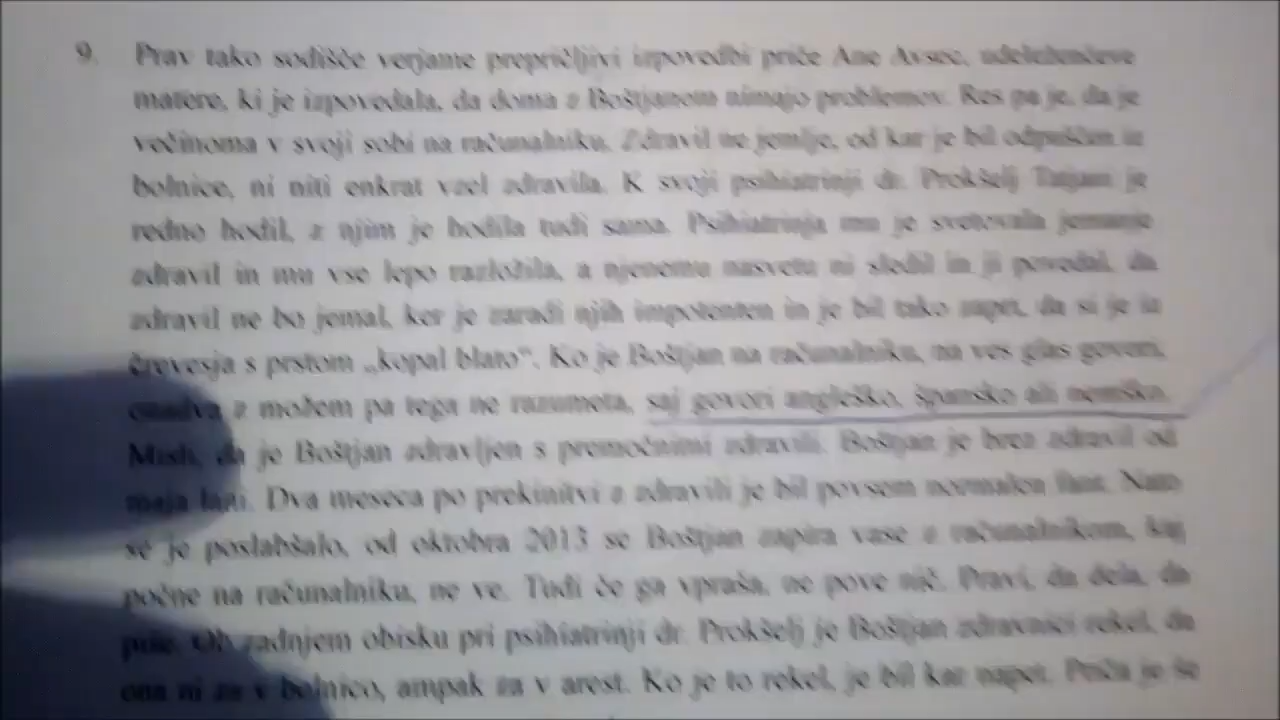 9. Prav tako sodišče verjame prepričljivi izpovedbi priče Ane Avsec, udeleženčeve
matere, ki je izpovedala, da doma z Boštjanom nimajo problemov. Res pa je, da je
večinoma v svoji sobi na računalniku. Zdravil ne jemlje, od kar je bil odpuščen iz
bolnice, ni niti enkrat vzel zdravila. K svoji psihiatrinji dr. Prokšelj Tatjani je
redno hodil, z njim je hodila tudi sama. Psihiatrinja mu je svetovala jemanje
zdravil in mu vse lepo razložila, a njenemu nasvetu ni sledil in ji povedal, da
zdravil ne bo jemal, ker je zaradi njih impotenten in je bil tako zaprt, da si je iz
črevesja s prstom „kopal blato“. Ko je Boštjan na računalniku, na ves glas govori,
onadva z možem pa tega ne razumeta, saj govori angleško, špansko ali nemško.
Misli, da je Boštjan zdravljen s premočnimi zdravili. Boštjan je brez zdravil od
maja lani. Dva meseca po prekinitvi z zdravili je bil povsem normalen fant. Nato
se je poslabšalo, od oktobra 2013 se Boštjan zapira vase z računalnikom, kaj
počne na računalniku, ne ve. Tudi če ga vpraša, ne pove nič. Pravi, da dela, da
piše. Ob zadnjem obisku pri psihiatrinji dr. Prokšelj je Boštjan zdravnici rekel, da
ona ni za v bolnico, ampak za v arest. Ko je to rekel, je bil kar napet. Priča je še